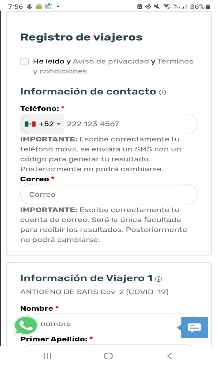 7:56
86%
Registro de viajeros
He leído y Aviso de privacidad y Términos
y condiciones
Información de contacto
Teléfono: *
+52 222 123 4567
IMPORTANTE: Escribe correctamente tu
teléfono móvil, se enviará un SMS con un
código para generar tu resultado.
Posteriormente no podrá cambiarse.
Correo *
Correo
IMPORTANTE: Escribe correctamente tu
cuenta de correo. Será la única facultade
para recibir los resultados. Posteriormente
no podrá cambiarse.
Información de Viajero 1
ANTIGENO DE SARS Cov 2 (COVID 19)
Nombre *
nombre
Primer Apellido: *